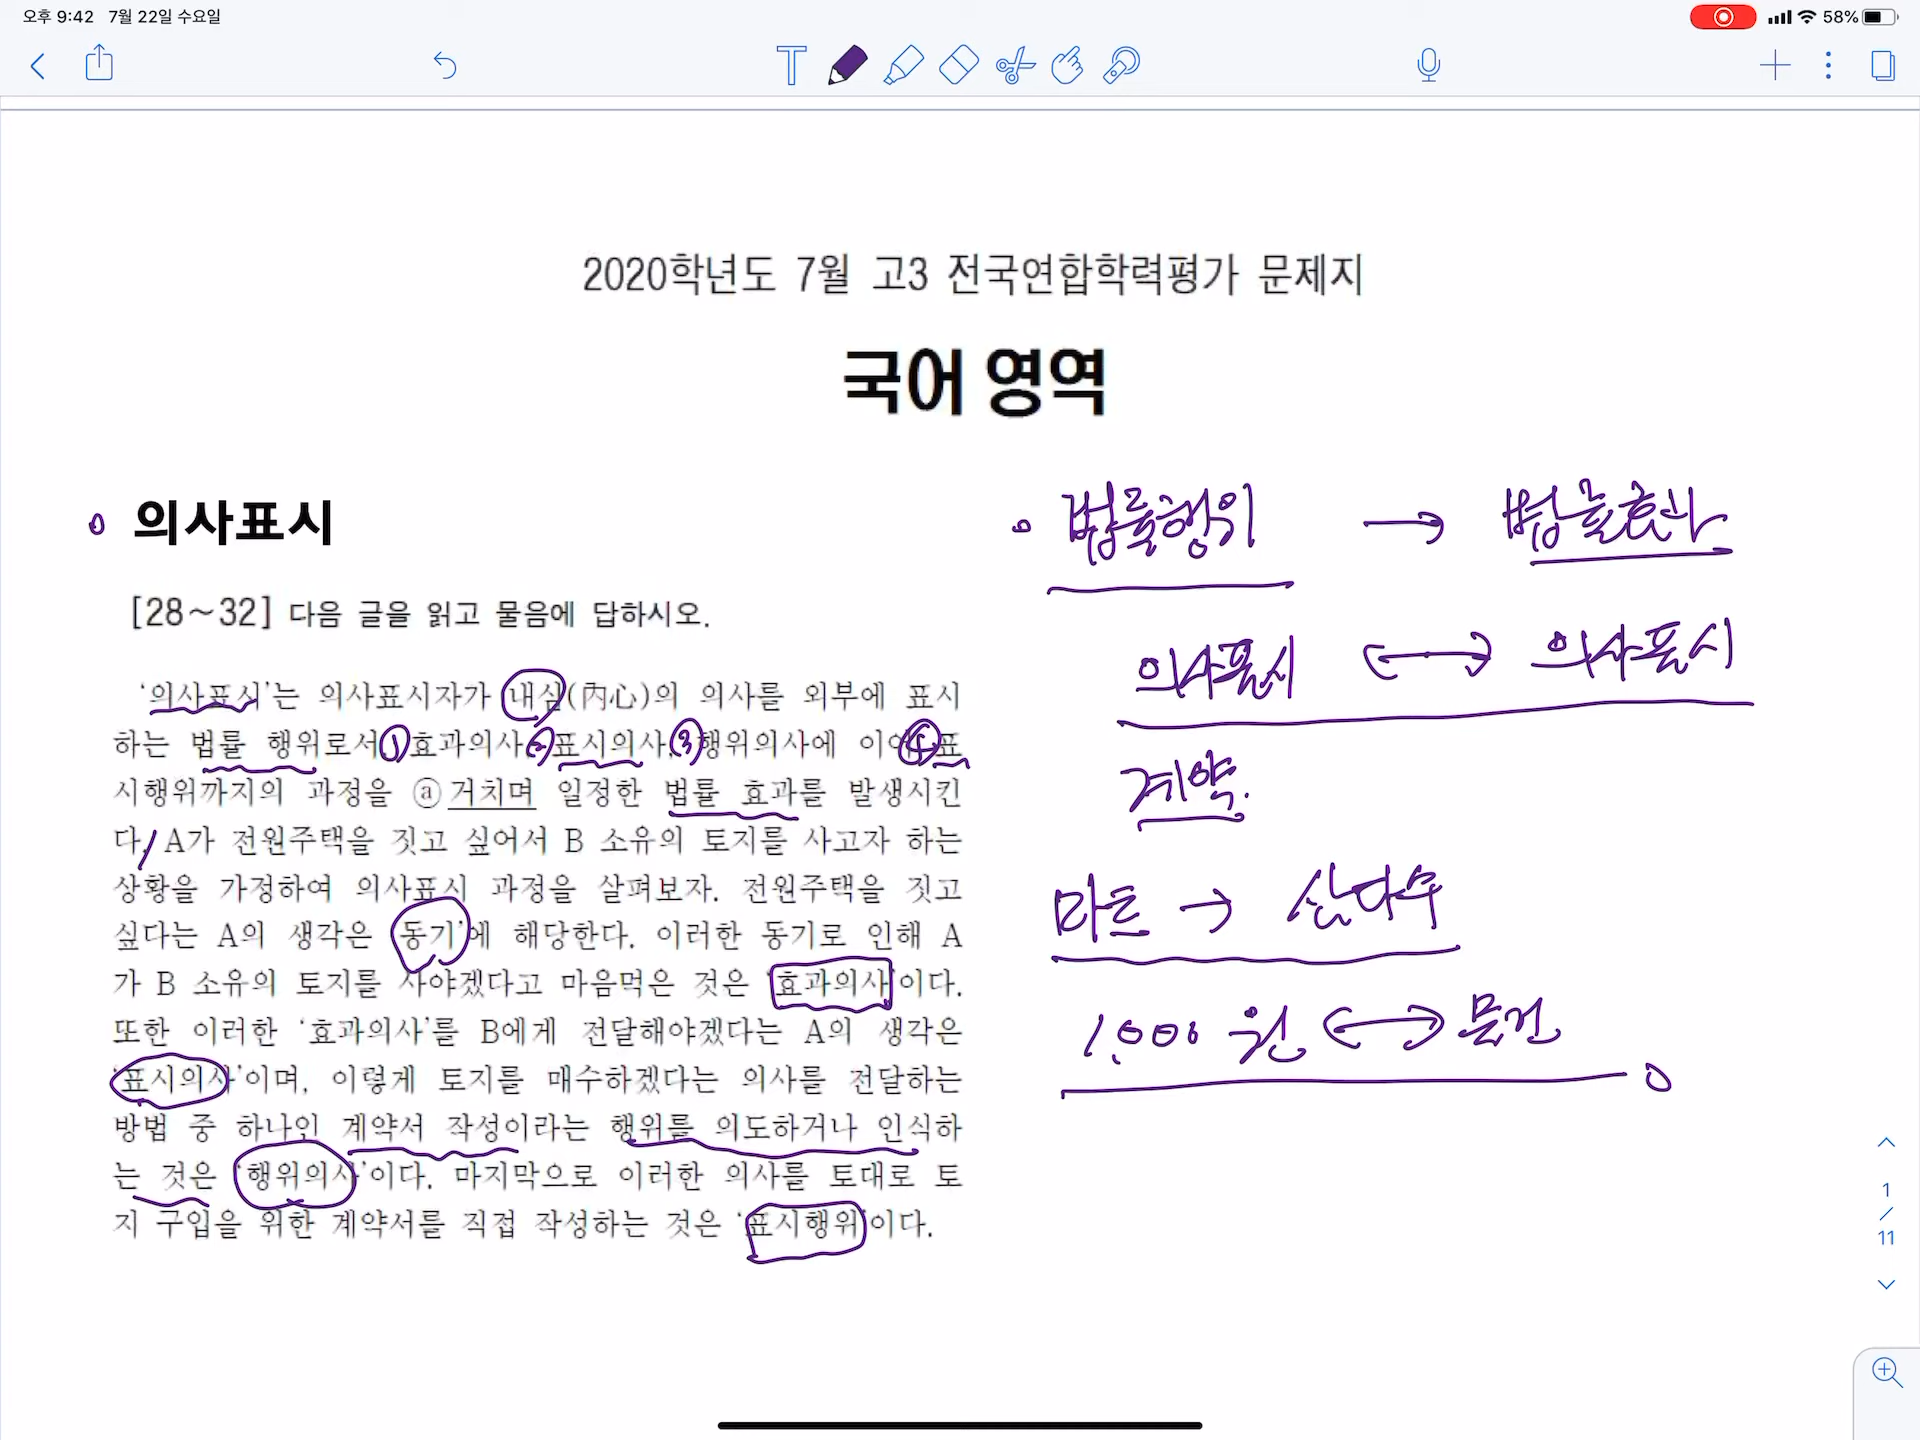 오후 9:42 7월 22일 수요일
58%
2020학년도 7월 고3 전국연합학력평가 문제지
국어 영역
의사표시
[28~32] 다음 글을 읽고 물음에 답하시오.
‘의사표시’는 의사표시자가 내심(內心)의 의사를 외부에 표시
하는 법률 행위로서 ①효과의사, ②표시의사, ③행위의사에 이어 ④표
시행위까지의 과정을 ⓐ거치며 일정한 법률 효과를 발생시킨
다. A가 전원주택을 짓고 싶어서 B 소유의 토지를 사고자 하는
상황을 가정하여 의사표시 과정을 살펴보자. 전원주택을 짓고
싶다는 A의 생각은 ‘동기’에 해당한다. 이러한 동기로 인해 A
가 B 소유의 토지를 사야겠다고 마음먹은 것은 ‘효과의사’이다.
또한 이러한 ‘효과의사’를 B에게 전달해야겠다는 A의 생각은
‘표시의사’이며, 이렇게 토지를 매수하겠다는 의사를 전달하는
방법 중 하나인 계약서 작성이라는 행위를 의도하거나 인식하
는 것은 ‘행위의사’이다. 마지막으로 이러한 의사를 토대로 토
지 구입을 위한 계약서를 직접 작성하는 것은 ‘표시행위’이다.
법률행위 → 법률효과
의사표시 ↔ 의사표시
계약.
마트 → 삼다수
1,000원 ↔ 물건
1
/
11